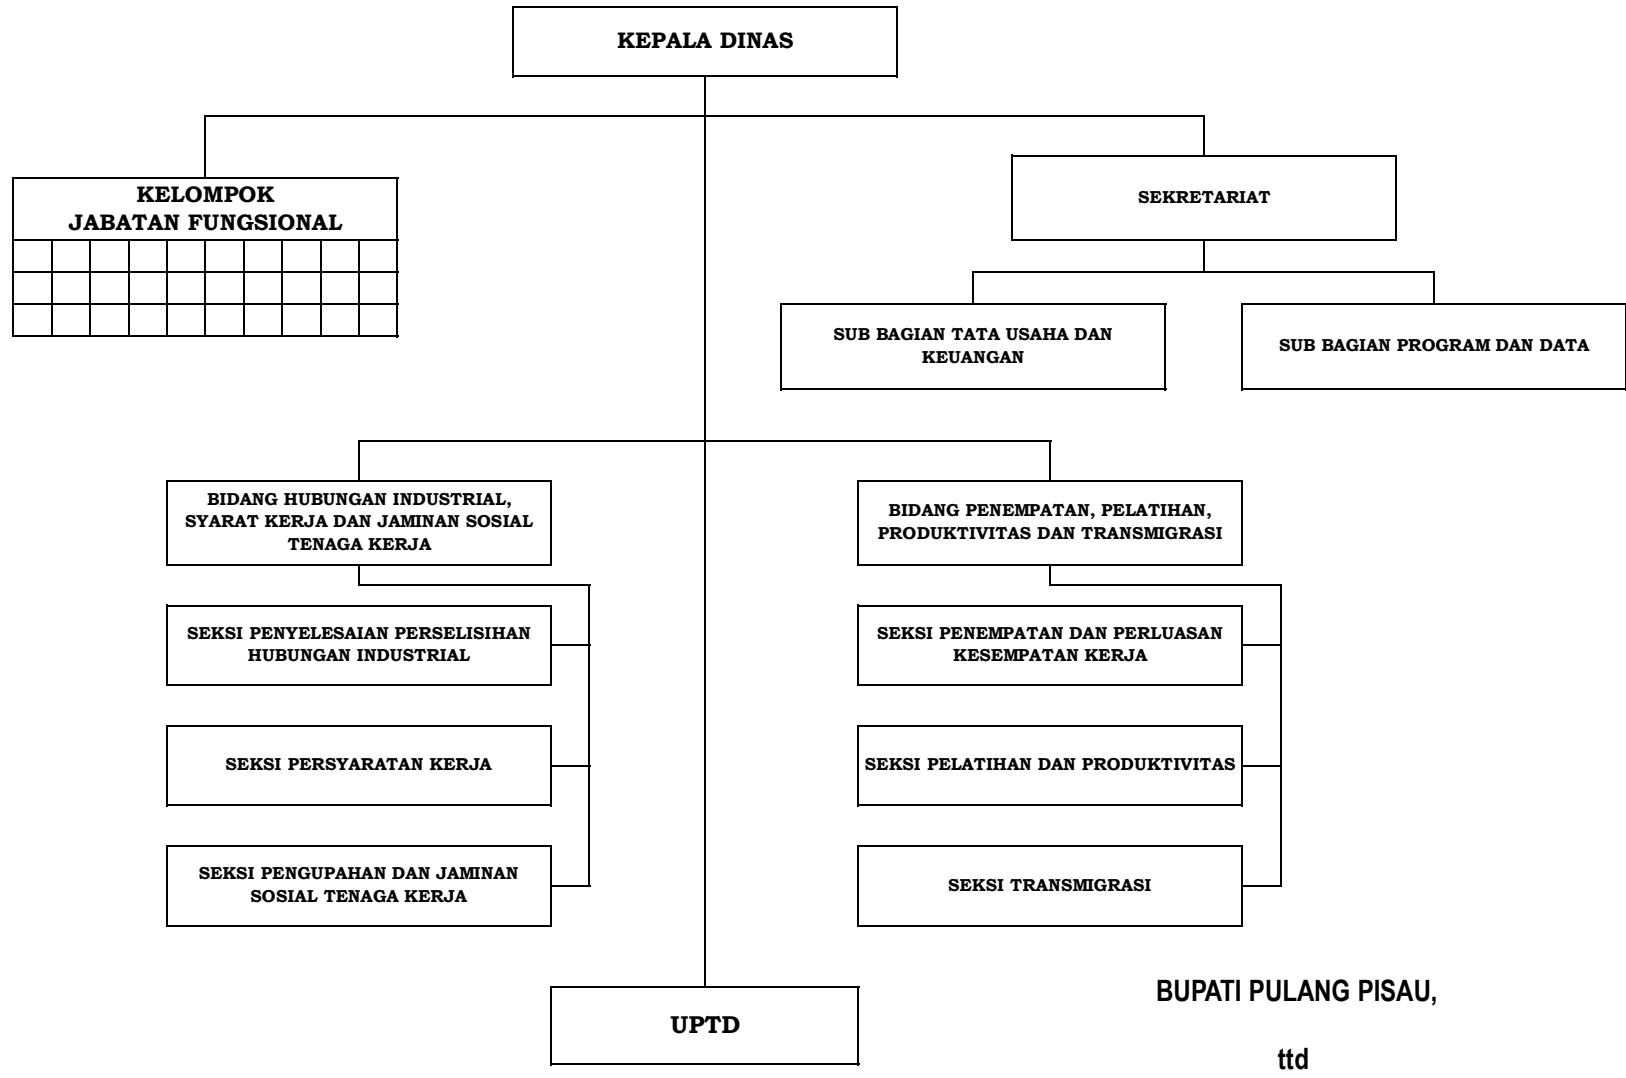 KEPALA DINAS
KELOMPOK
JABATAN FUNGSIONAL
SEKRETARIAT
SUB BAGIAN TATA USAHA DAN
KEUANGAN
SUB BAGIAN PROGRAM DAN DATA
BIDANG HUBUNGAN INDUSTRIAL,
SYARAT KERJA DAN JAMINAN SOSIAL
TENAGA KERJA
BIDANG PENEMPATAN, PELATIHAN,
PRODUKTIVITAS DAN TRANSMIGRASI
SEKSI PENYELESAIAN PERSELISIHAN
HUBUNGAN INDUSTRIAL
SEKSI PENEMPATAN DAN PERLUASAN
KESEMPATAN KERJA
SEKSI PERSYARATAN KERJA
SEKSI PELATIHAN DAN PRODUKTIVITAS
SEKSI PENGUPAHAN DAN JAMINAN
SOSIAL TENAGA KERJA
SEKSI TRANSMIGRASI
UPTD
BUPATI PULANG PISAU,
ttd